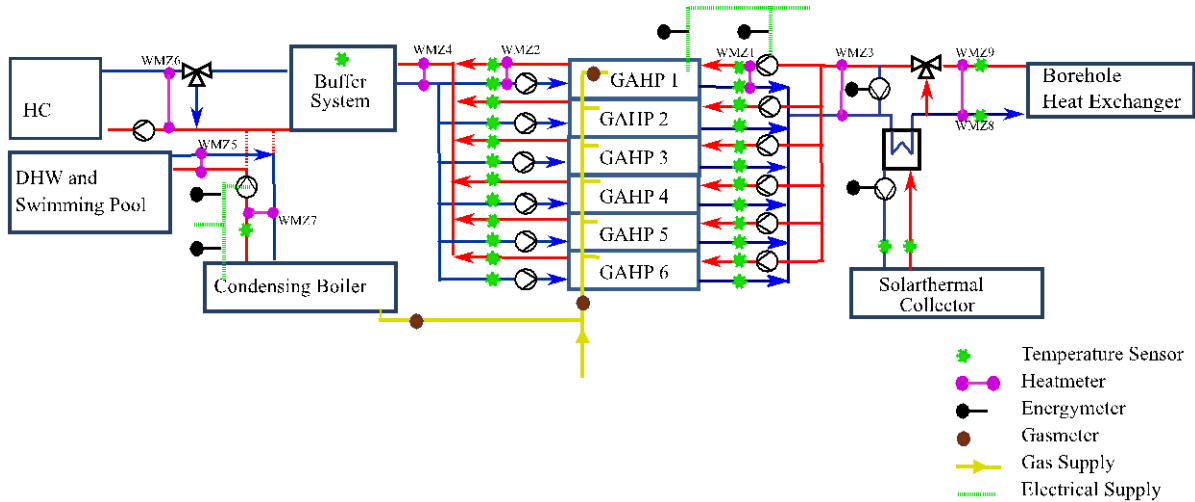 WMZ6
HC
Buffer
System
WMZ4
WMZ2
GAHP 1
GAHP 2
GAHP 3
GAHP 4
GAHP 5
GAHP 6
WMZ1
WMZ3
WMZ9
WMZ8
Borehole
Heat Exchanger
WMZ5
DHW and
Swimming Pool
WMZ7
Condensing Boiler
Solarthermal
Collector
Temperature Sensor
Heatmeter
Energymeter
Gasmeter
Gas Supply
Electrical Supply